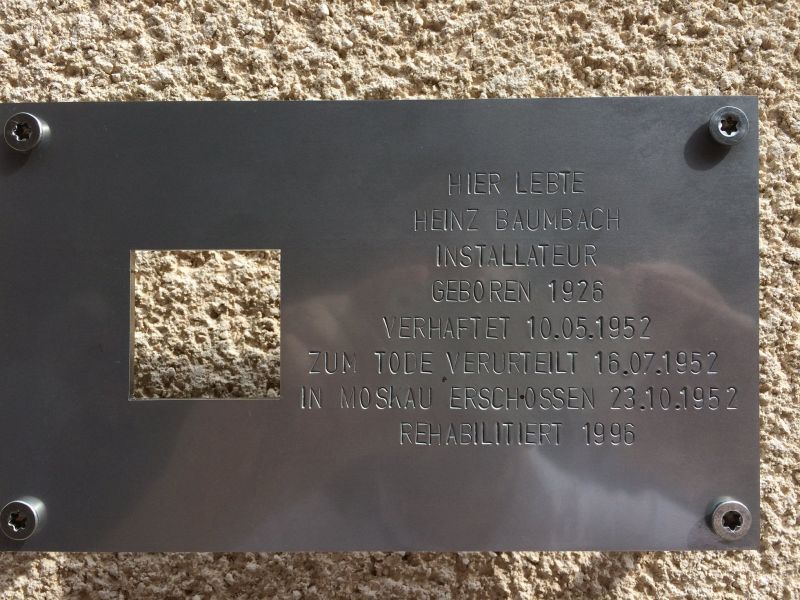 HIER LEBTE
HEINZ BAUMBACH
INSTALLATEUR
GEBOREN 1926
VERHAFTET 10.05.1952
ZUM TODE VERURTEILT 16.07.1952
IN MOSKAU ERSCHOSSEN 23.10.1952
REHABILITIERT 1996